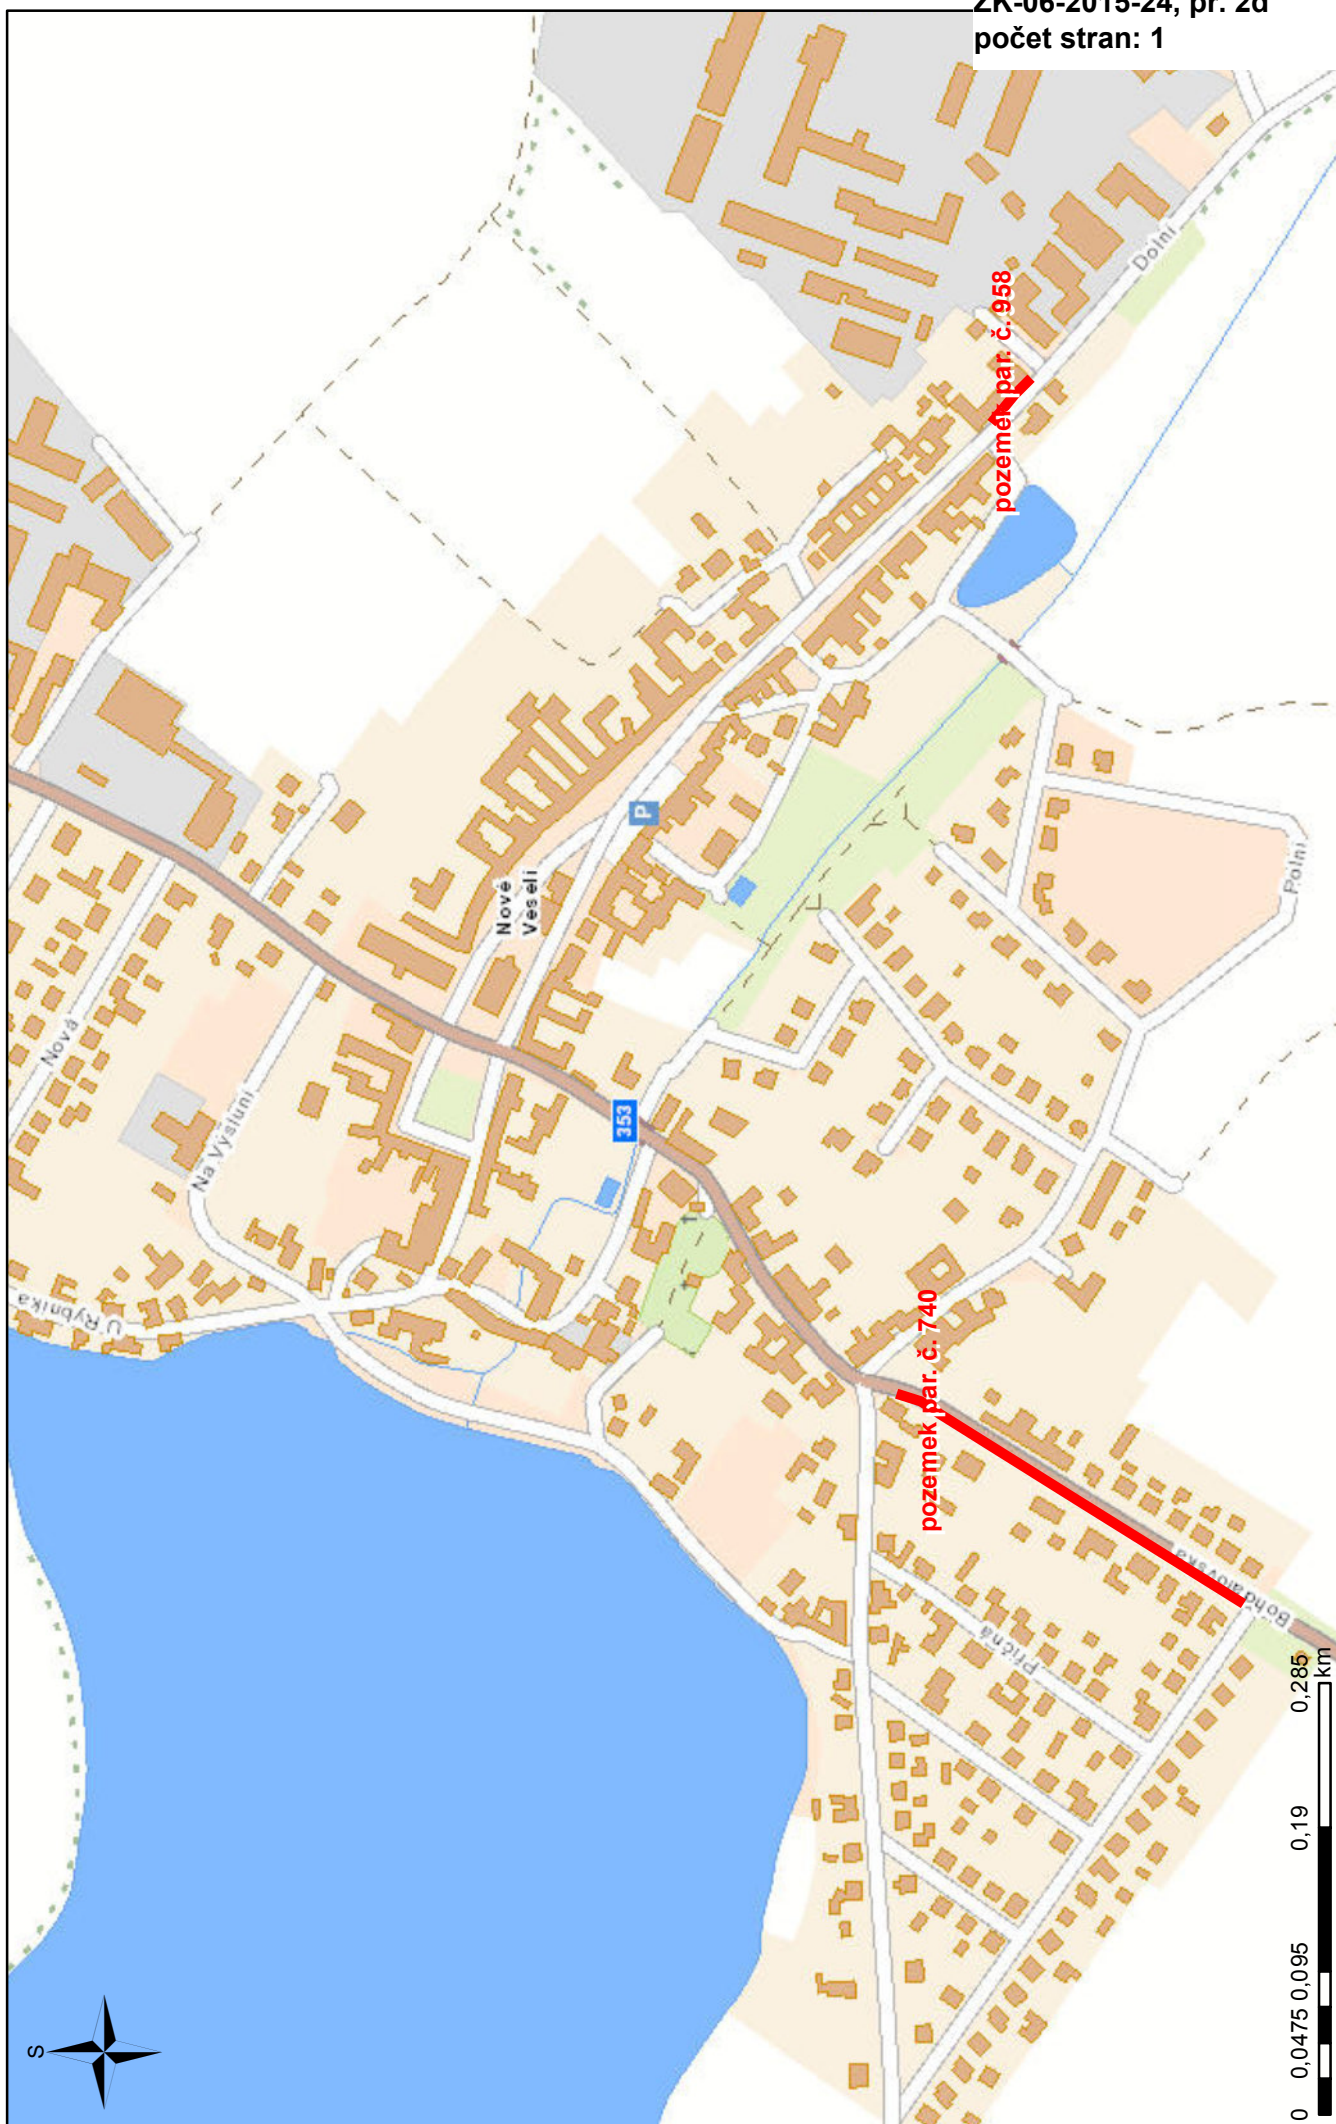 ZK-06-2015-24, př. 2d
počet stran: 1
Dolní
pozemek par. č. 958
P
Nové
Veselí
Nová
Na Výsluní
353
Polní
U Rybníka
pozemek par. č. 740
Příčná
Bohdalovská
S
0 0,0475 0,095 0,19 0,285
km